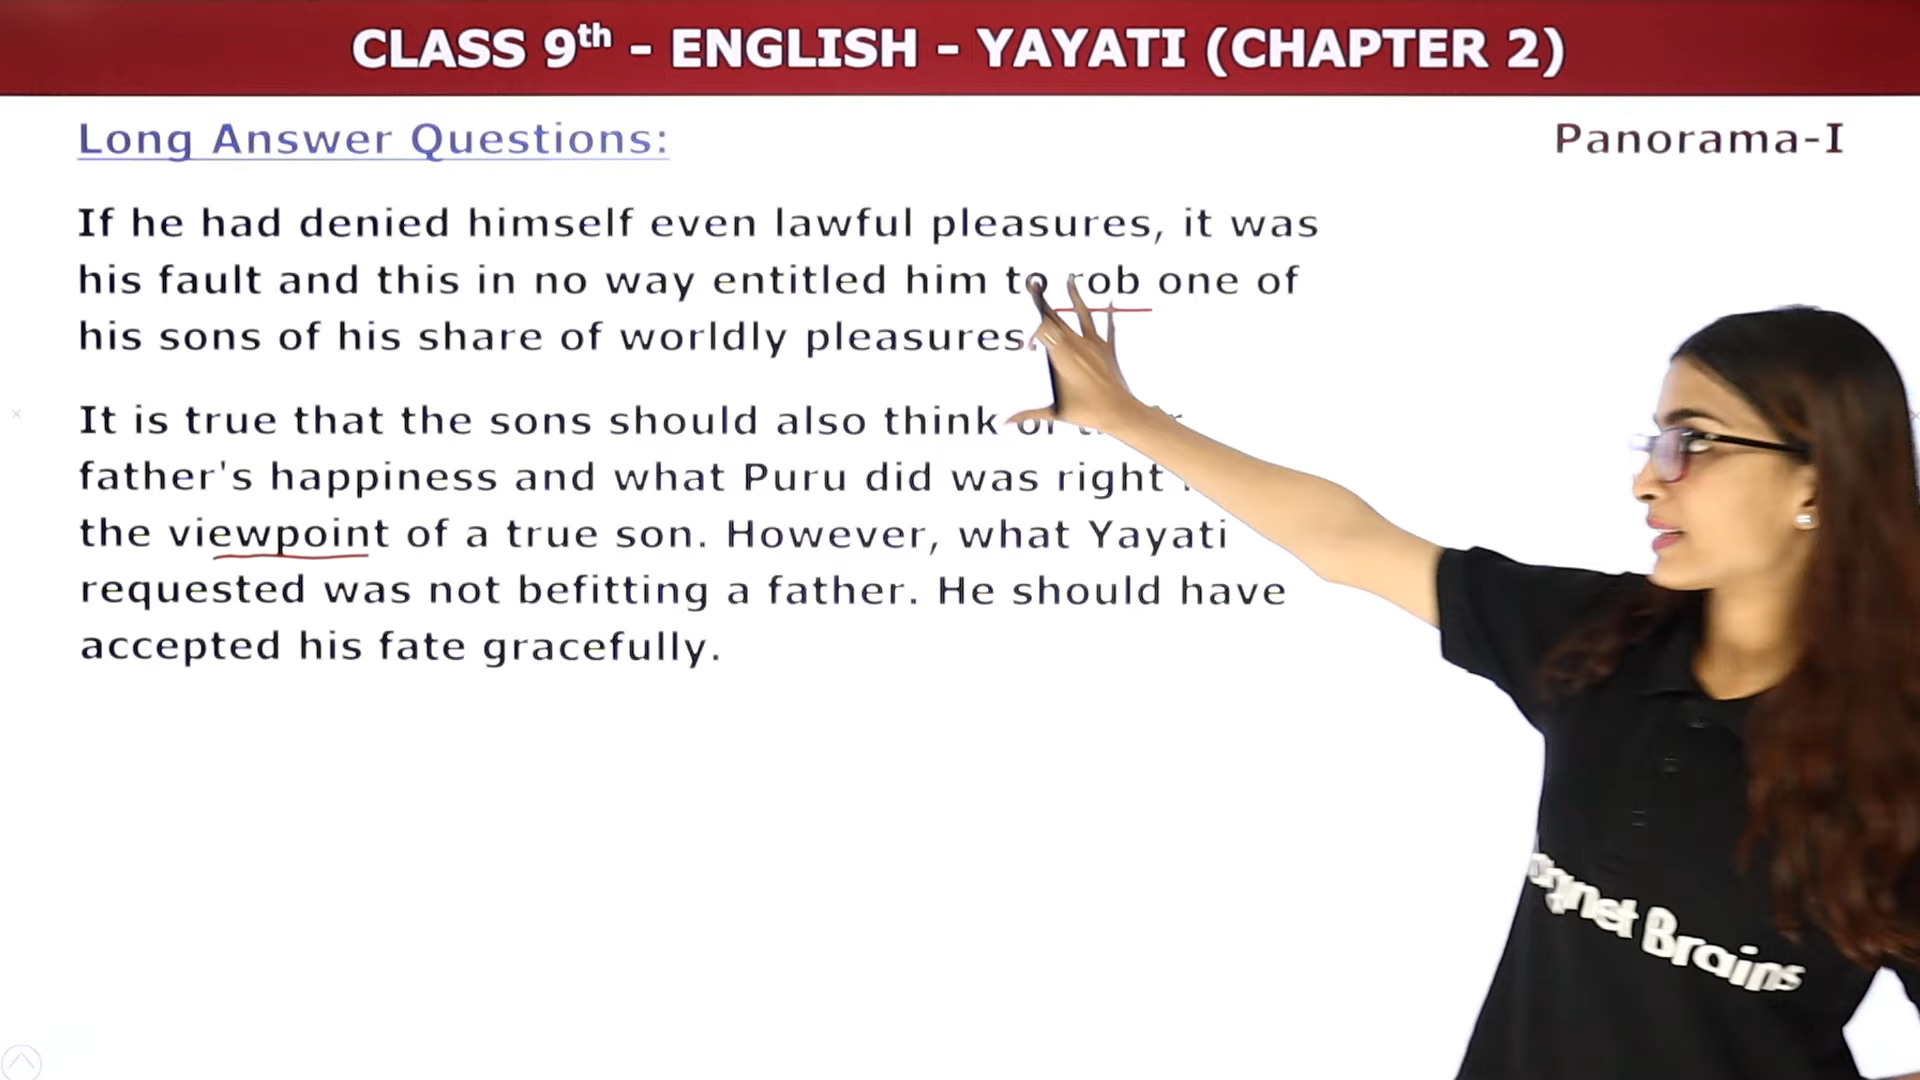 CLASS 9th - ENGLISH - YAYATI (CHAPTER 2)
Long Answer Questions:
Panorama-I
If he had denied himself even lawful pleasures, it was
his fault and this in no way entitled him to rob one of
his sons of his share of worldly pleasures.
It is true that the sons should also think of
father's happiness and what Puru did was right
the viewpoint of a true son. However, what Yayati
requested was not befitting a father. He should have
accepted his fate gracefully.
gnet Brains